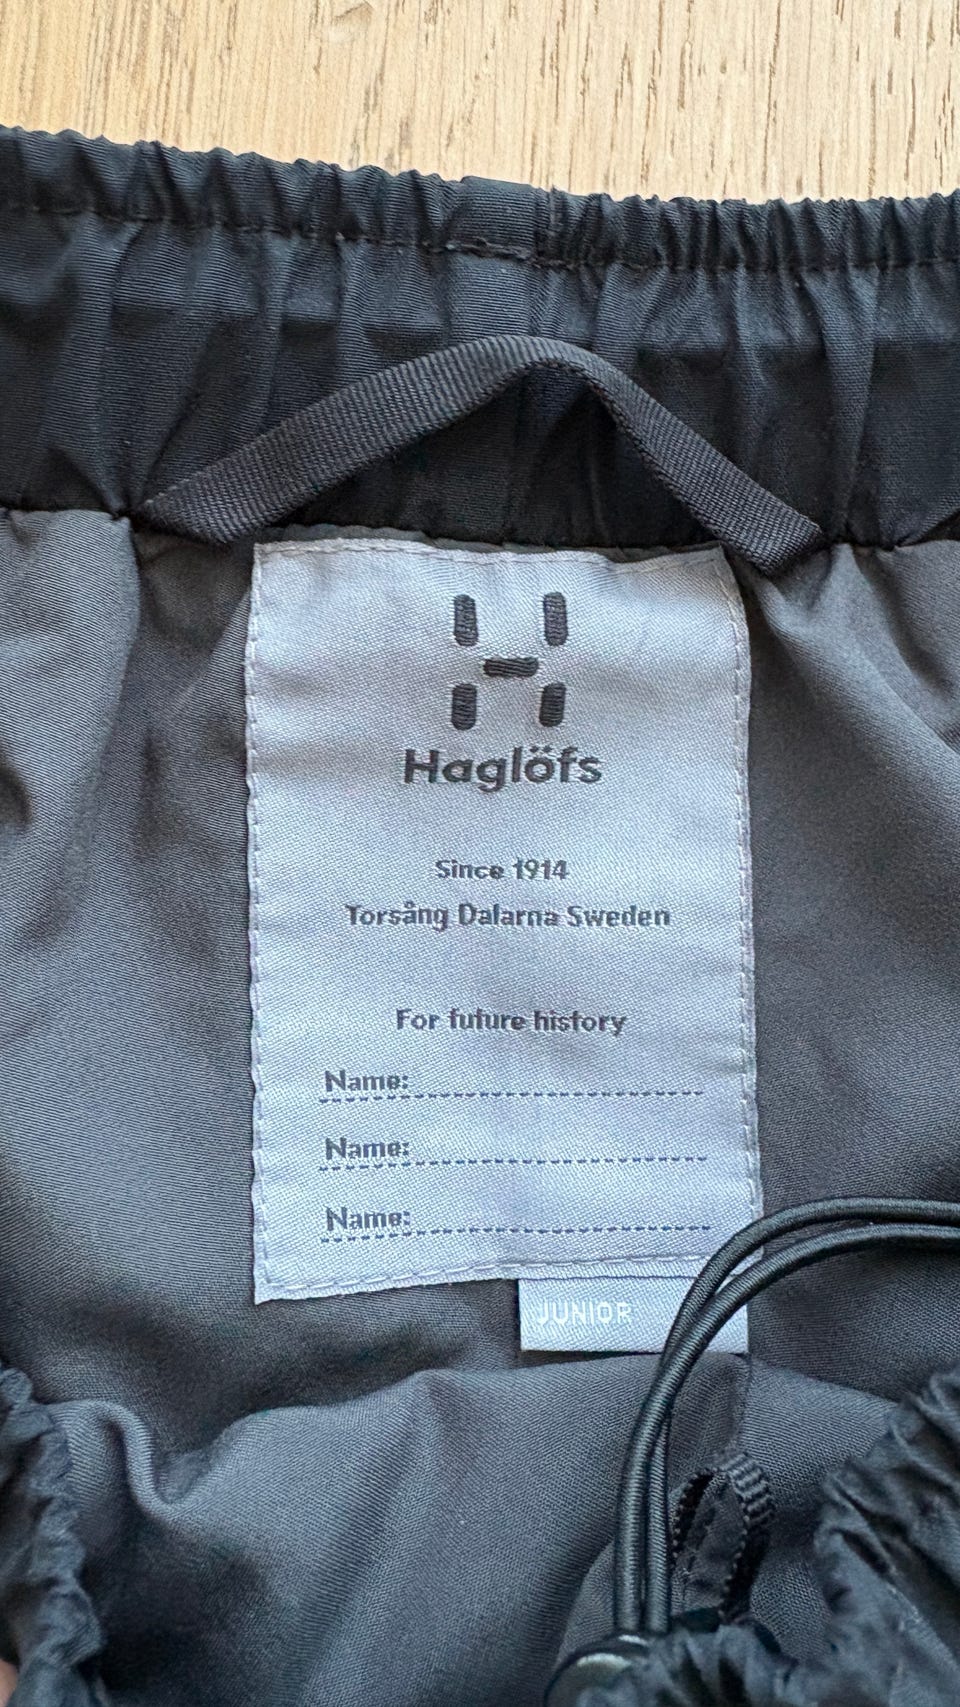 Haglöfs
Since 1914
Torsång Dalarna Sweden
For future history
Name:
Name:
Name:
JUNIOR